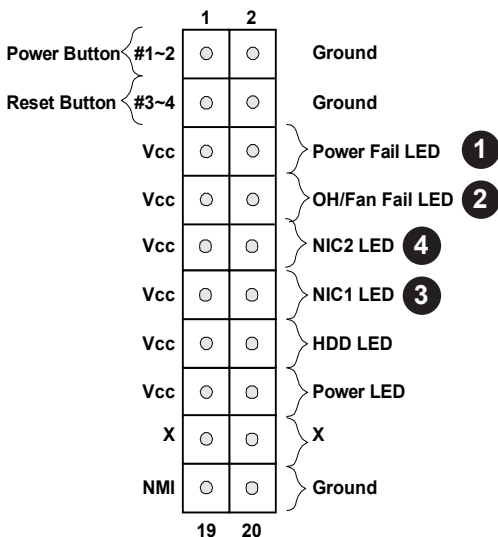 1 2
Power Button #1~2 Ground
Reset Button #3~4 Ground
Vcc Power Fail LED 1
Vcc OH/Fan Fail LED 2
Vcc NIC2 LED 4
Vcc NIC1 LED 3
Vcc HDD LED
Vcc Power LED
X X
NMI Ground
19 20